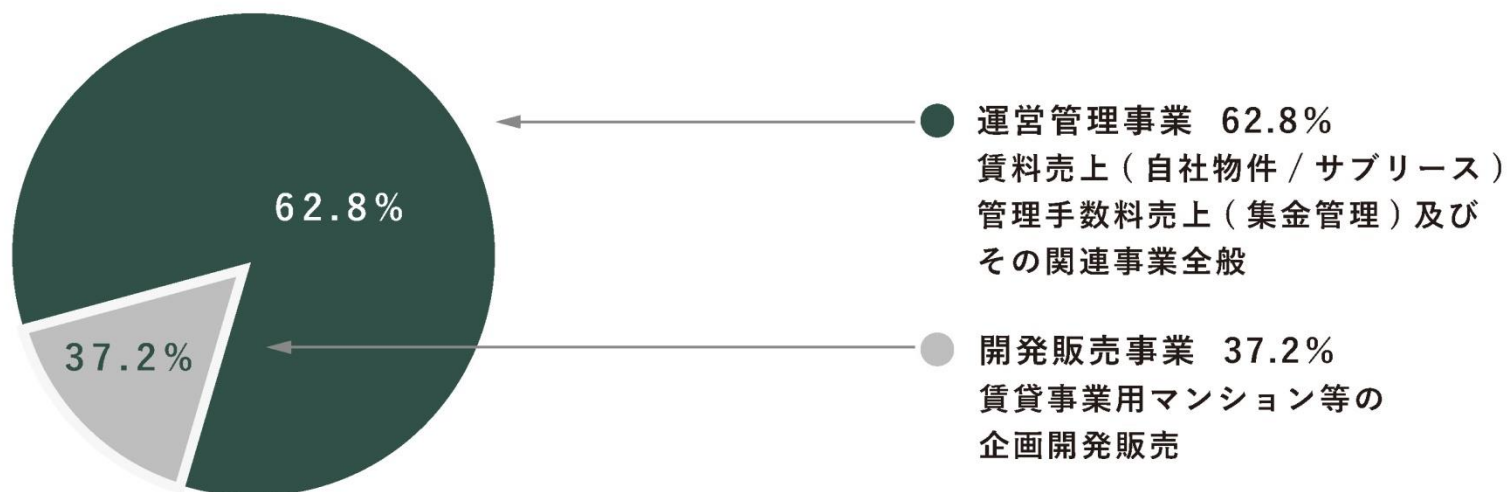 62.8%
37.2%
運営管理事業 62.8%
賃料売上 ( 自社物件 / サブリース )
管理手数料売上 ( 集金管理 ) 及び
その関連事業全般
開発販売事業 37.2%
賃貸事業用マンション等の
企画開発販売